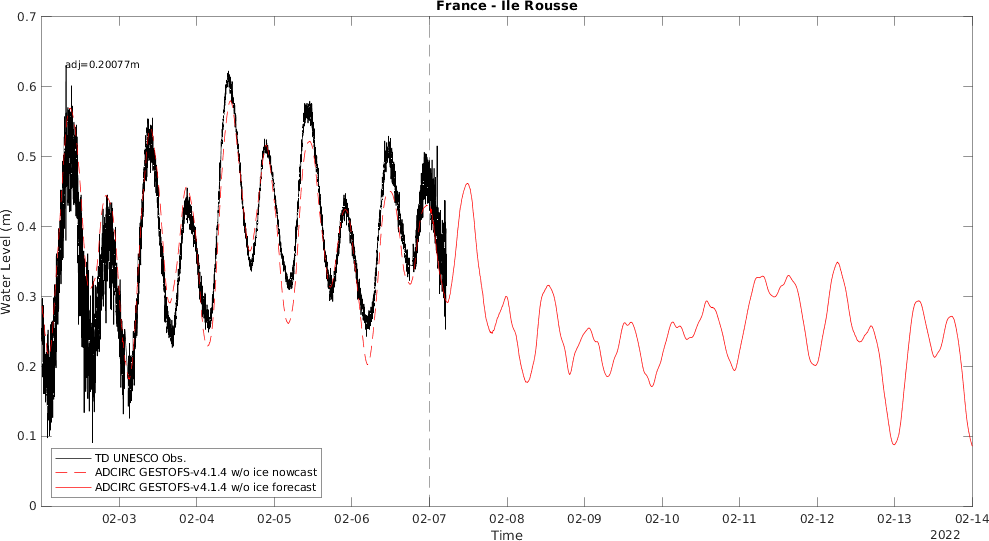 France - Ile Rousse
0.7
0.6
0.5
0.4
0.3
0.2
0.1
0
Water Level (m)
adj=0.20077m
TD UNESCO Obs.
ADCIRC GESTOFS-v4.1.4 w/o ice nowcast
ADCIRC GESTOFS-v4.1.4 w/o ice forecast
02-03 02-04 02-05 02-06 02-07 02-08 02-09 02-10 02-11 02-12 02-13 02-14
Time
2022